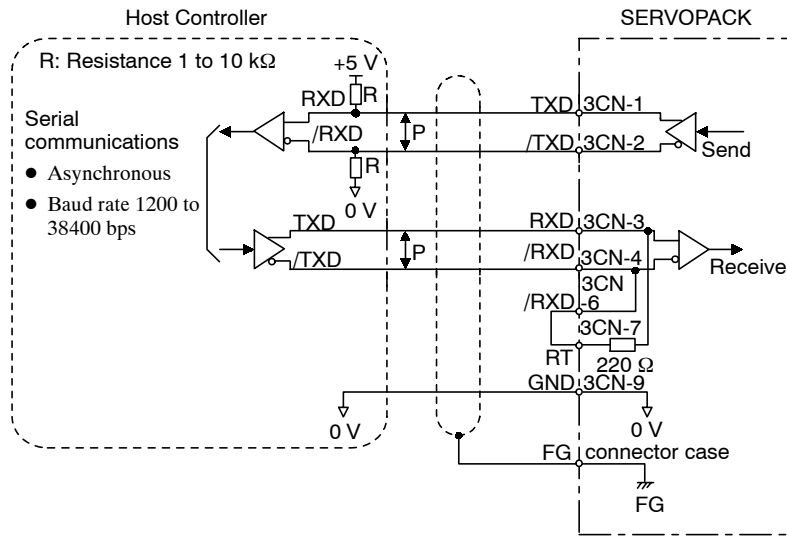 Host Controller
SERVOPACK
R: Resistance 1 to 10 kΩ
+5 V
RXD
R
TXD
3CN-1
Serial
communications
● Asynchronous
● Baud rate 1200 to
38400 bps
/RXD
P
/TXD
3CN-2
Send
R
0 V
TXD
RXD
3CN-3
/TXD
P
/RXD
3CN-4
Receive
3CN
/RXD
-6
3CN-7
RT
220 Ω
GND
3CN-9
0 V
0 V
FG
connector case
FG